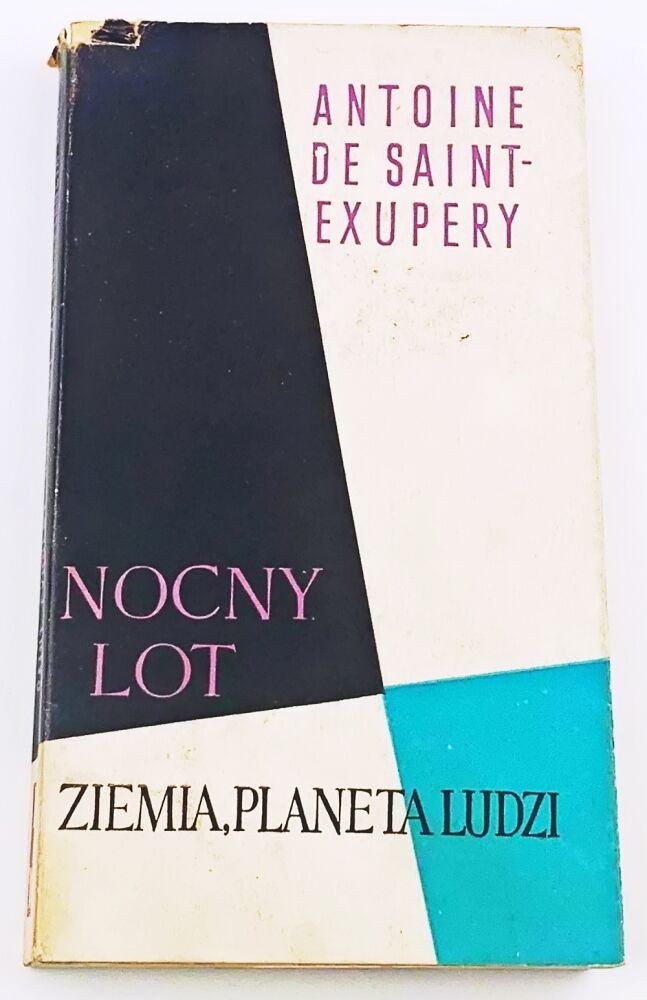 ANTOINE
DE SAINT-
EXUPERY
NOCNY
LOT
ZIEMIA, PLANETA LUDZI